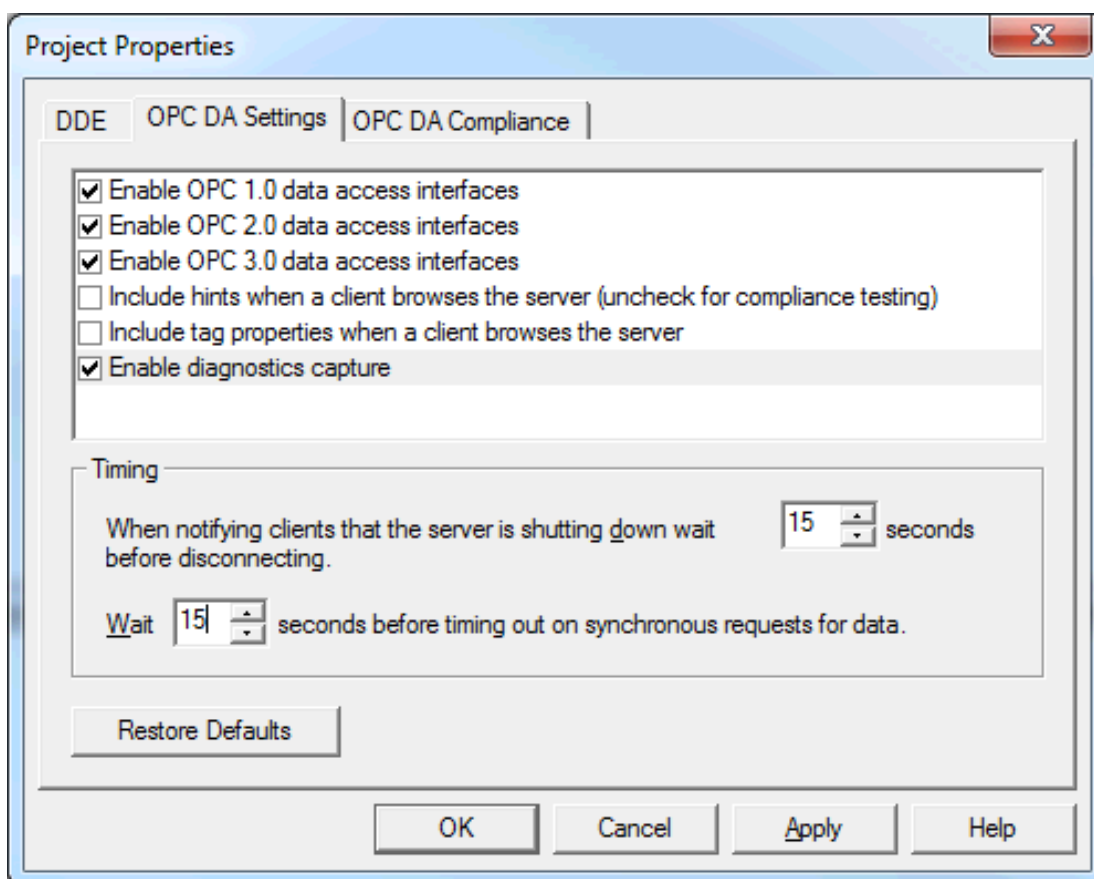 Project Properties
DDE OPC DA Settings OPC DA Compliance
Enable OPC 1.0 data access interfaces
Enable OPC 2.0 data access interfaces
Enable OPC 3.0 data access interfaces
Include hints when a client browses the server (uncheck for compliance testing)
Include tag properties when a client browses the server
Enable diagnostics capture
Timing
When notifying clients that the server is shutting down wait 15 seconds
before disconnecting.
Wait 15 seconds before timing out on synchronous requests for data.
Restore Defaults
OK Cancel Apply Help